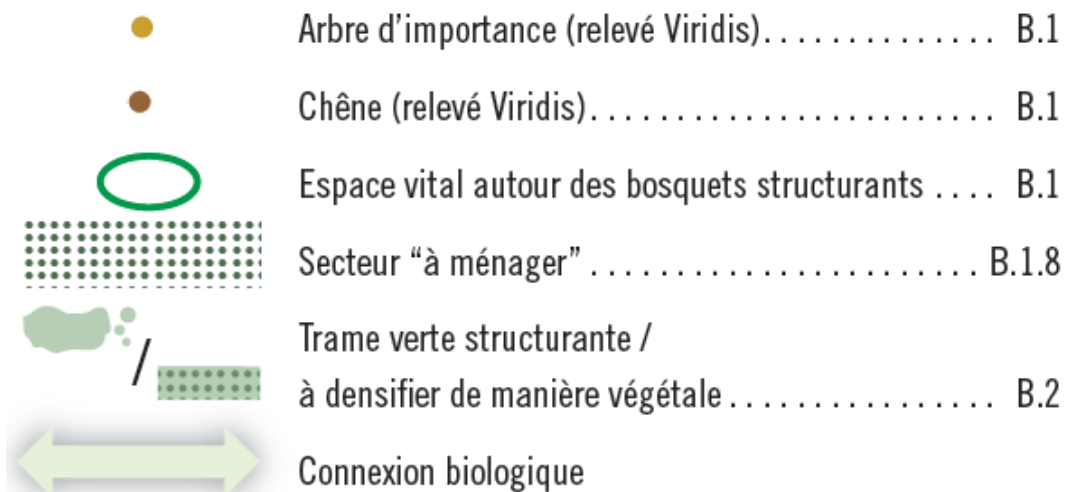 Arbre d’importance (relevé Viridis). . . . . . . . . . . . . . B.1
Chêne (relevé Viridis). . . . . . . . . . . . . . . . . . . . . . . . B.1
Espace vital autour des bosquets structurants . . . . B.1
Secteur “à ménager” . . . . . . . . . . . . . . . . . . . . . . . B.1.8
Trame verte structurante /
à densifier de manière végétale . . . . . . . . . . . . . . . . B.2
Connexion biologique